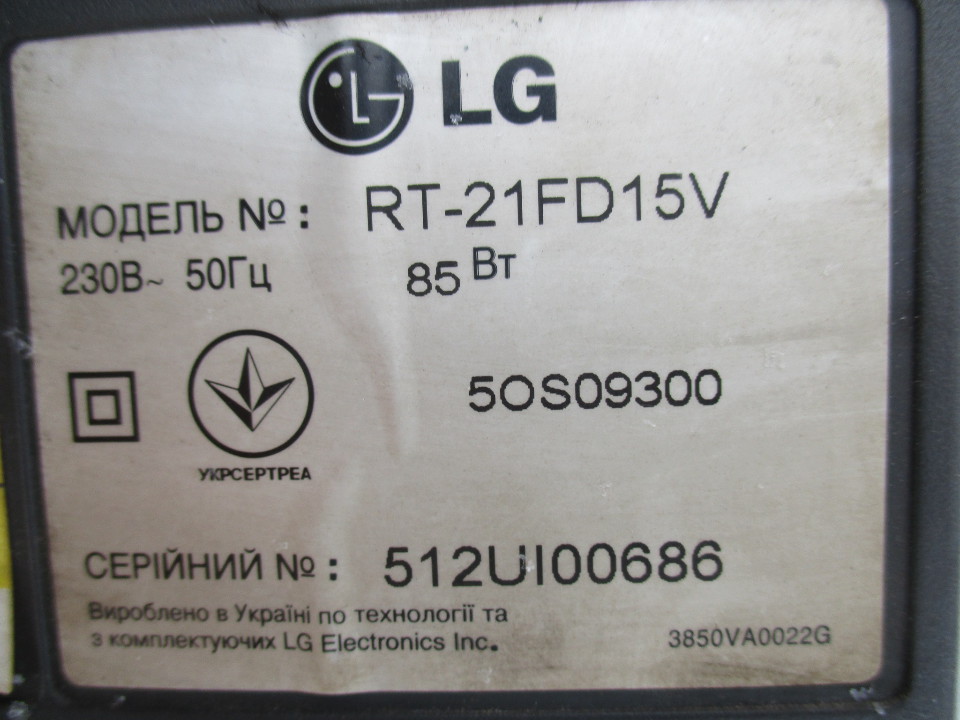 LG
МОДЕЛЬ №: RT-21FD15V
230В~ 50Гц 85 Вт
5OS09300
УКРСЕРТРЕА
СЕРІЙНИЙ №: 512UI00686
Вироблено в Україні по технології та
з комплектуючих LG Electronics Inc.
3850VA0022G